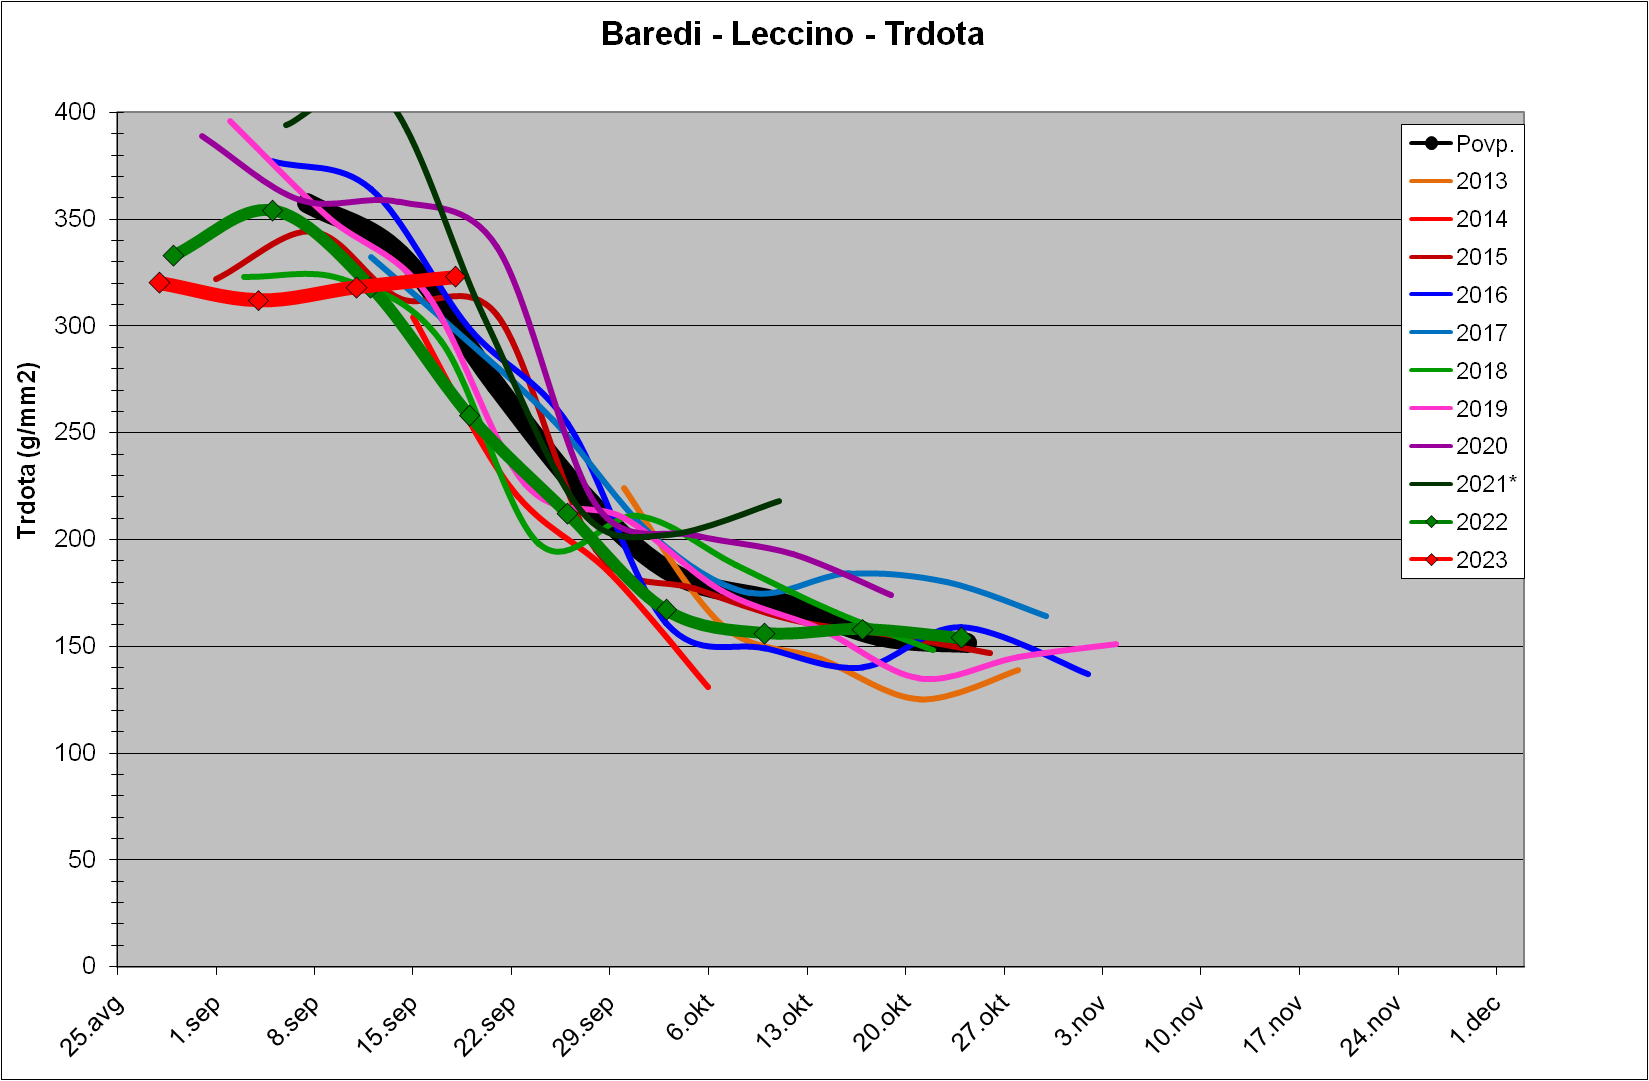 Baredi - Leccino - Trdota
Trdota (g/mm2)
400
350
300
250
200
150
100
50
0
25.avg
1.sep
8.sep
15.sep
22.sep
29.sep
6.okt
13.okt
20.okt
27.okt
3.nov
10.nov
17.nov
24.nov
1.dec
Povp.
2013
2014
2015
2016
2017
2018
2019
2020
2021*
2022
2023